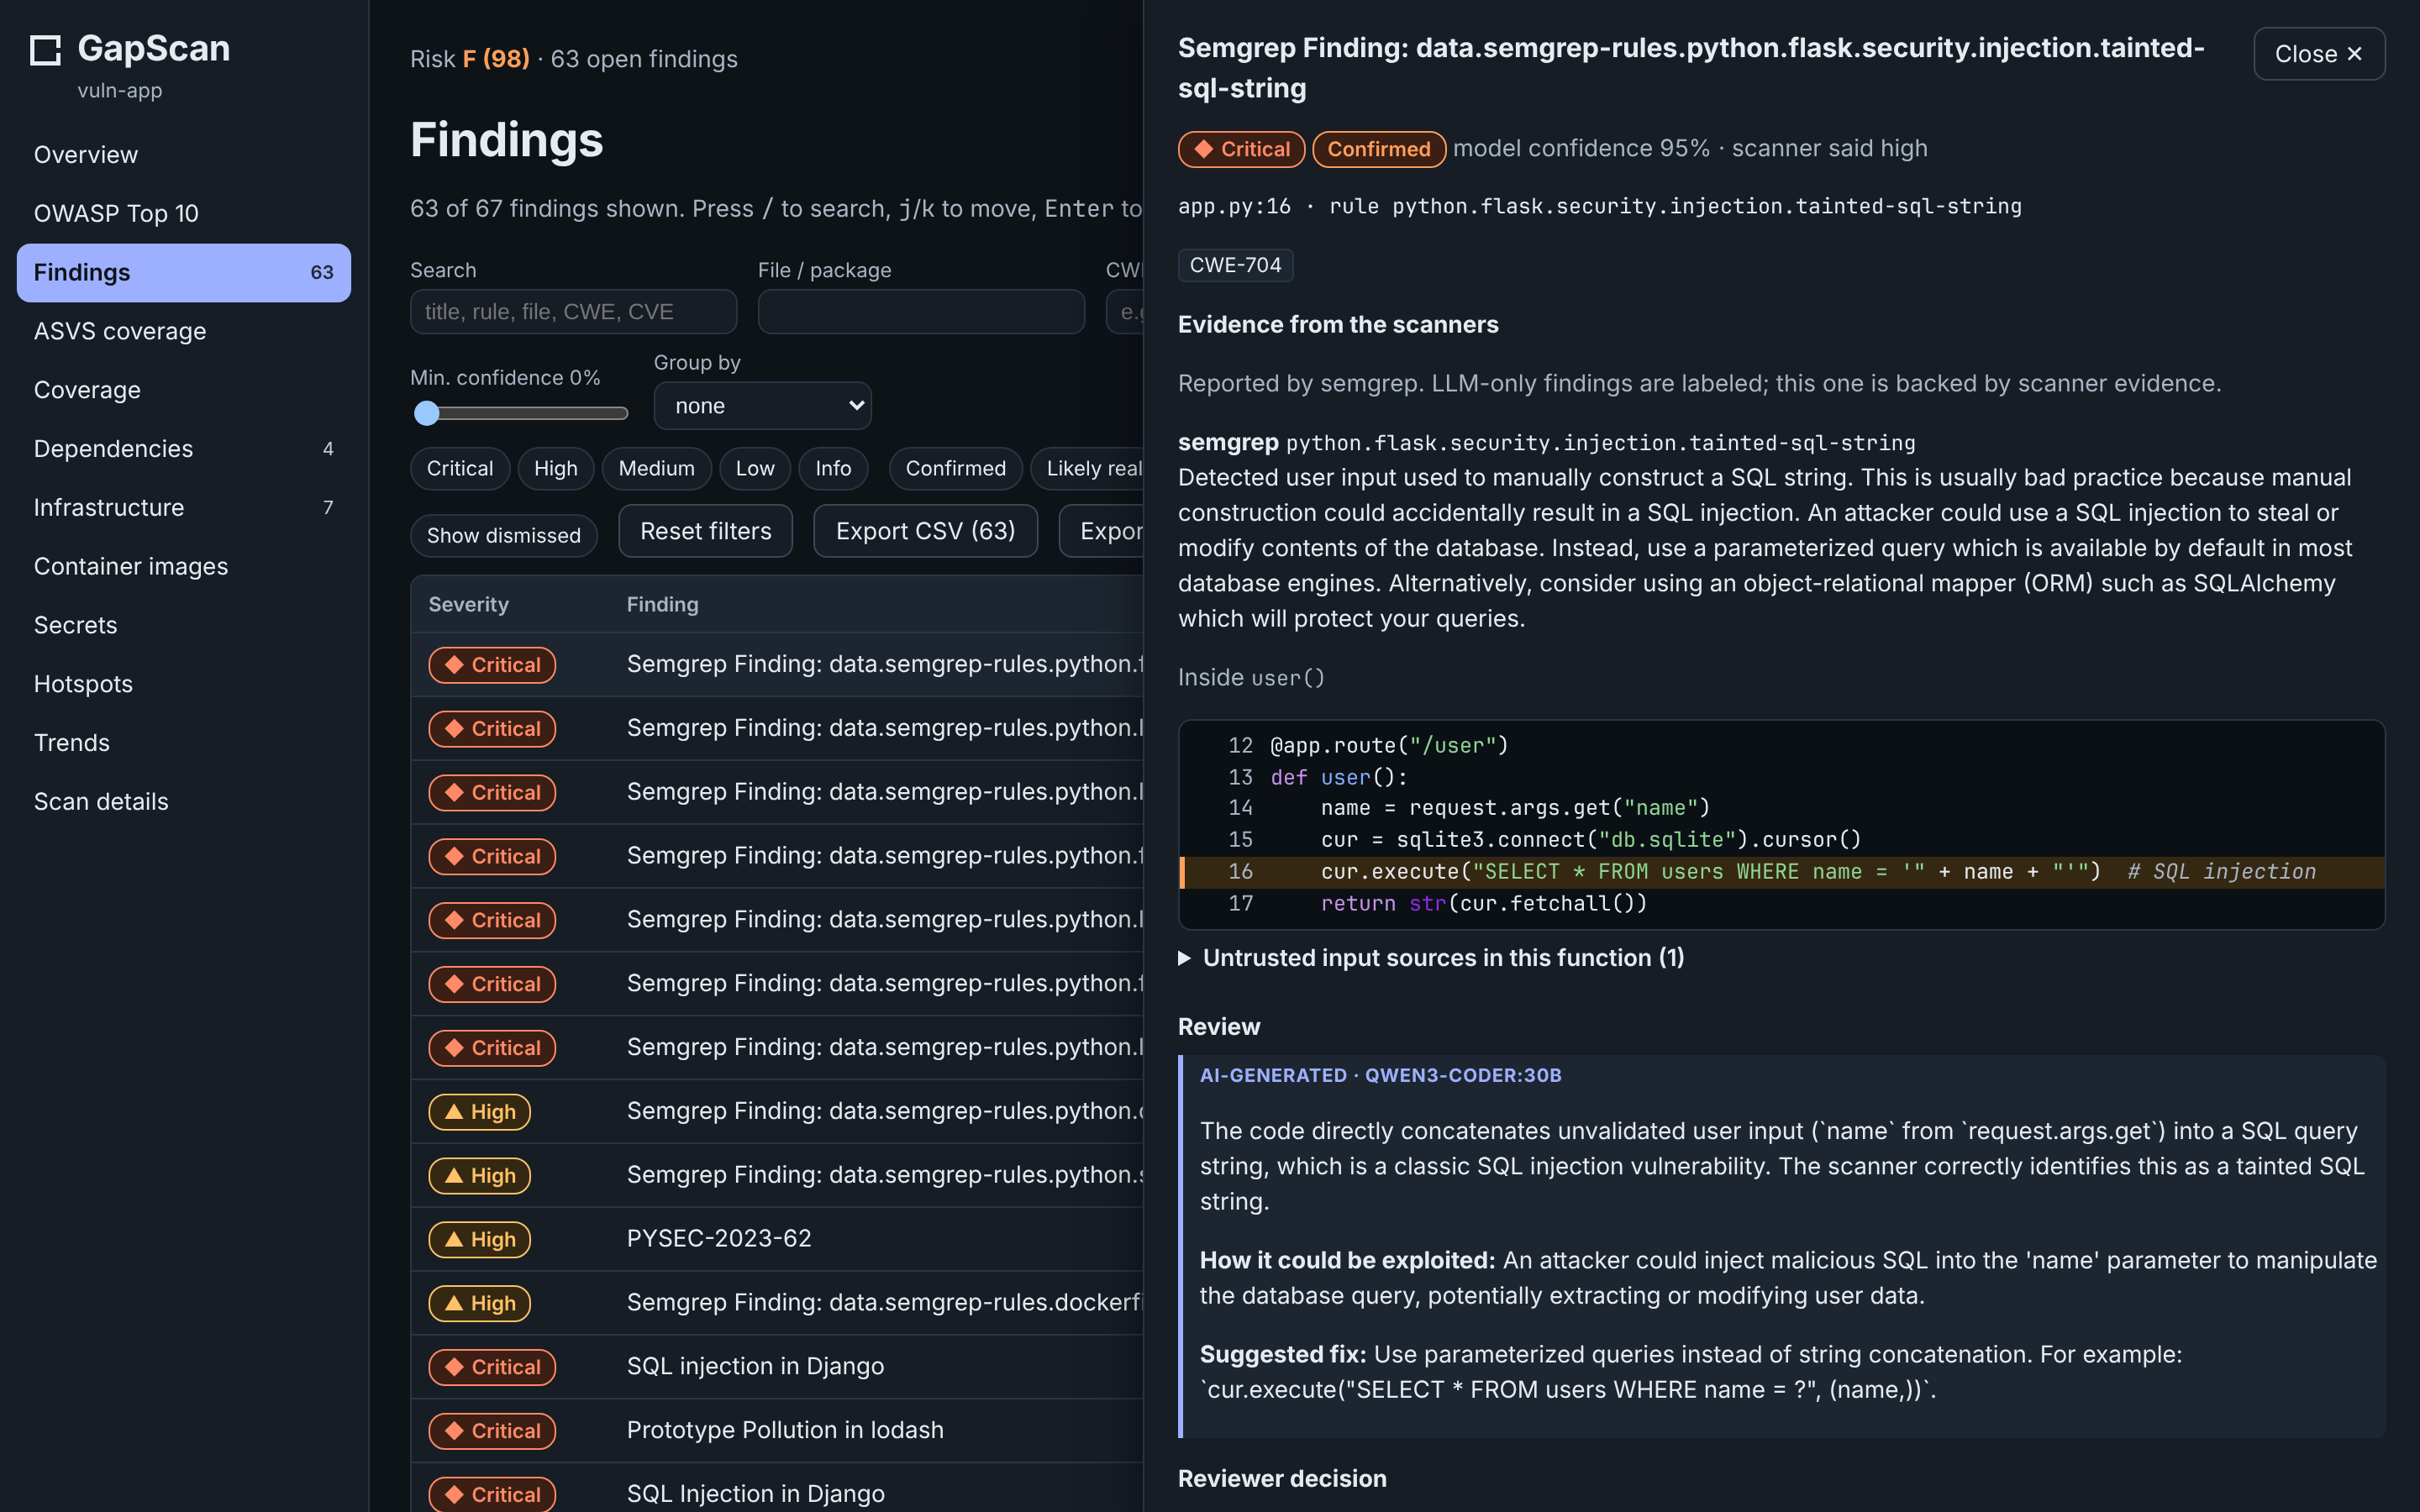 GapScan
vuln-app
Overview
OWASP Top 10
Findings 63
ASVS coverage
Coverage
Dependencies 4
Infrastructure 7
Container images
Secrets
Hotspots
Trends
Scan details
Risk F (98) · 63 open findings
Findings
63 of 67 findings shown. Press / to search, j/k to move, Enter to
Search
File / package
CW
title, rule, file, CWE, CVE
e.g
Min. confidence 0%
Group by
none
Critical High Medium Low Info Confirmed Likely real
Show dismissed Reset filters Export CSV (63) Expor
Severity Finding
Critical Semgrep Finding: data.semgrep-rules.python.f
Critical Semgrep Finding: data.semgrep-rules.python.l
Critical Semgrep Finding: data.semgrep-rules.python.l
Critical Semgrep Finding: data.semgrep-rules.python.f
Critical Semgrep Finding: data.semgrep-rules.python.l
Critical Semgrep Finding: data.semgrep-rules.python.f
Critical Semgrep Finding: data.semgrep-rules.python.l
High Semgrep Finding: data.semgrep-rules.python.
High Semgrep Finding: data.semgrep-rules.python.s
High PYSEC-2023-62
High Semgrep Finding: data.semgrep-rules.dockerfi
Critical SQL injection in Django
Critical Prototype Pollution in lodash
Critical SQL Injection in Django
Semgrep Finding: data.semgrep-rules.python.flask.security.injection.tainted-
sql-string
Close ✕
Critical Confirmed model confidence 95% · scanner said high
app.py:16 · rule python.flask.security.injection.tainted-sql-string
CWE-704
Evidence from the scanners
Reported by semgrep. LLM-only findings are labeled; this one is backed by scanner evidence.
semgrep python.flask.security.injection.tainted-sql-string
Detected user input used to manually construct a SQL string. This is usually bad practice because manual
construction could accidentally result in a SQL injection. An attacker could use a SQL injection to steal or
modify contents of the database. Instead, use a parameterized query which is available by default in most
database engines. Alternatively, consider using an object-relational mapper (ORM) such as SQLAlchemy
which will protect your queries.
Inside user()
12 @app.route("/user")
13 def user():
14     name = request.args.get("name")
15     cur = sqlite3.connect("db.sqlite").cursor()
16     cur.execute("SELECT * FROM users WHERE name = '" + name + "'")  # SQL injection
17     return str(cur.fetchall())
Untrusted input sources in this function (1)
Review
AI-GENERATED · QWEN3-CODER:30B
The code directly concatenates unvalidated user input (`name` from `request.args.get`) into a SQL query
string, which is a classic SQL injection vulnerability. The scanner correctly identifies this as a tainted SQL
string.
How it could be exploited: An attacker could inject malicious SQL into the 'name' parameter to manipulate
the database query, potentially extracting or modifying user data.
Suggested fix: Use parameterized queries instead of string concatenation. For example:
`cur.execute("SELECT * FROM users WHERE name = ?", (name,))`.
Reviewer decision